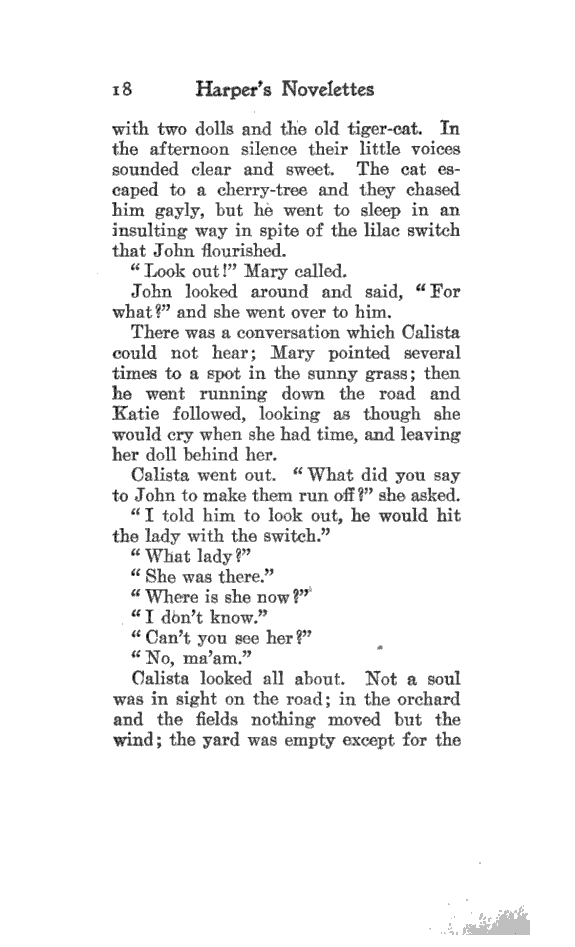 18 Harper's Novelettes
with two dolls and the old tiger-cat. In
the afternoon silence their little voices
sounded clear and sweet. The cat es-
caped to a cherry-tree and they chased
him gayly, but he went to sleep in an
insulting way in spite of the lilac switch
that John flourished.
“Look out!” Mary called.
John looked around and said, “For
what?” and she went over to him.
There was a conversation which Calista
could not hear; Mary pointed several
times to a spot in the sunny grass; then
he went running down the road and
Katie followed, looking as though she
would cry when she had time, and leaving
her doll behind her.
Calista went out. “What did you say
to John to make them run off?” she asked.
“I told him to look out, he would hit
the lady with the switch.”
“What lady?”
“She was there.”
“Where is she now?”
“I don't know.”
“Can't you see her?”
“No, ma'am.”
Calista looked all about. Not a soul
was in sight on the road; in the orchard
and the fields nothing moved but the
wind; the yard was empty except for the